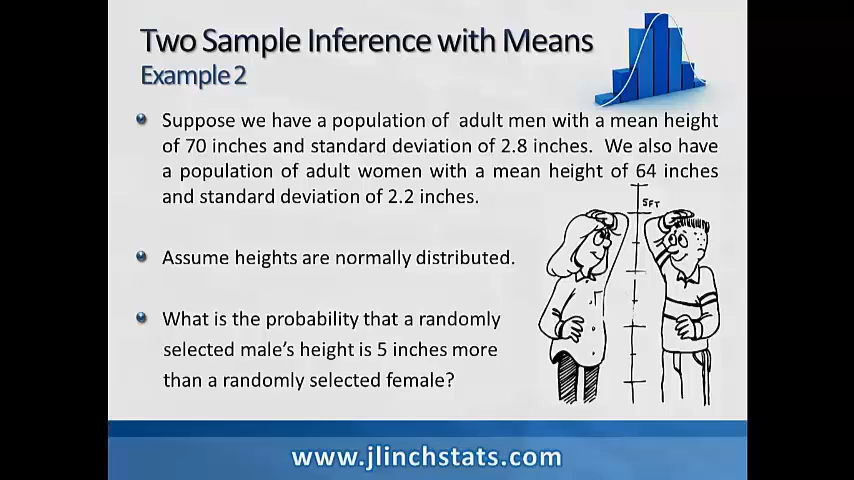 Two Sample Inference with Means
Example 2
Suppose we have a population of adult men with a mean height
of 70 inches and standard deviation of 2.8 inches. We also have
a population of adult women with a mean height of 64 inches
and standard deviation of 2.2 inches.
5FT
Assume heights are normally distributed.
What is the probability that a randomly
selected male's height is 5 inches more
than a randomly selected female?
www.jlinchstats.com